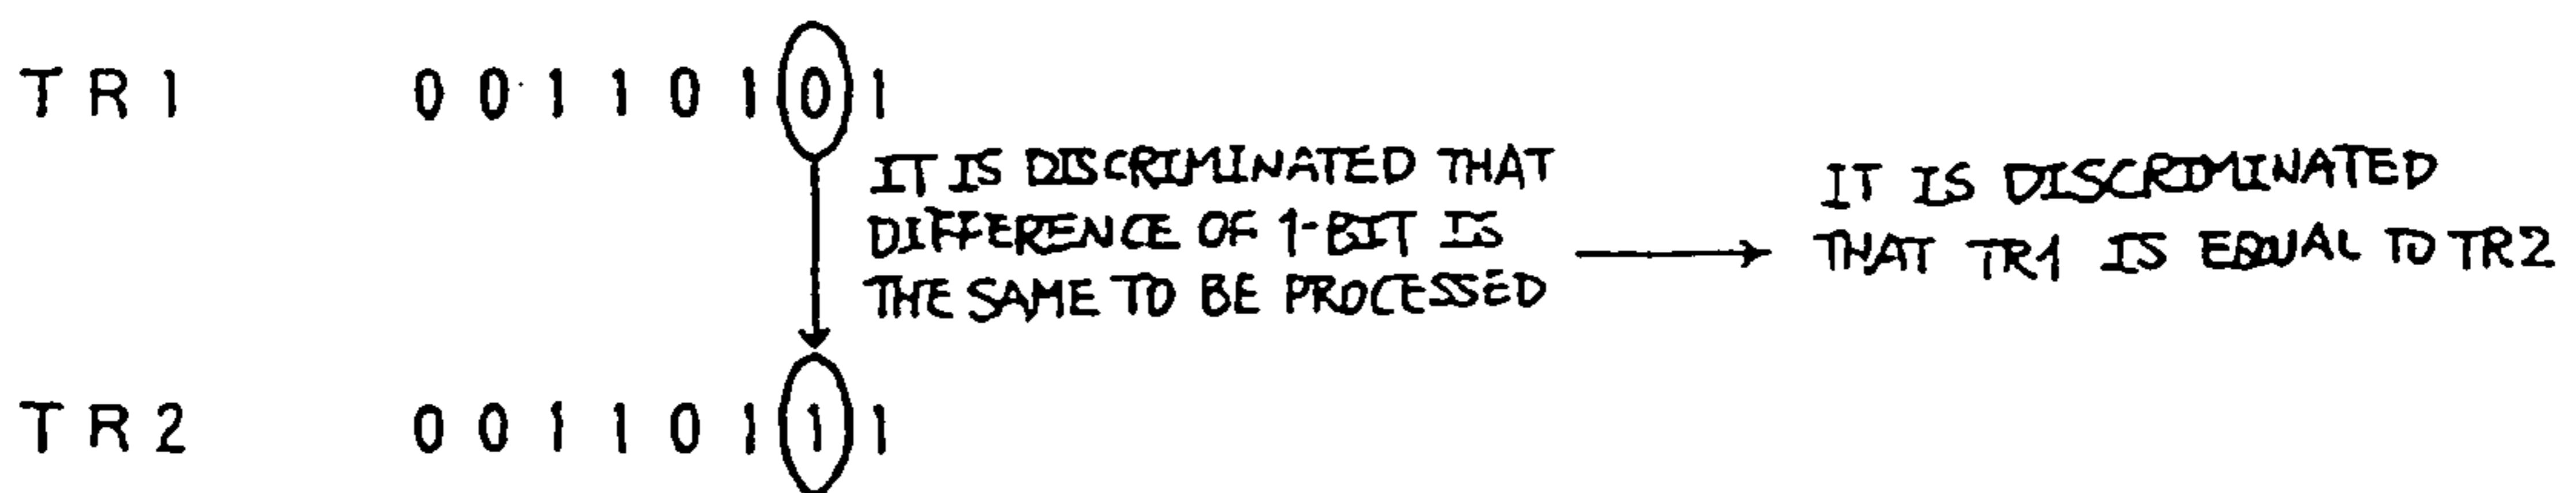 TR1 00110101
IT IS DISCRIMINATED THAT
DIFFERENCE OF 1-BIT IS
THE SAME TO BE PROCESSED
IT IS DISCRIMINATED
THAT TR1 IS EQUAL TO TR2
TR2 00110111